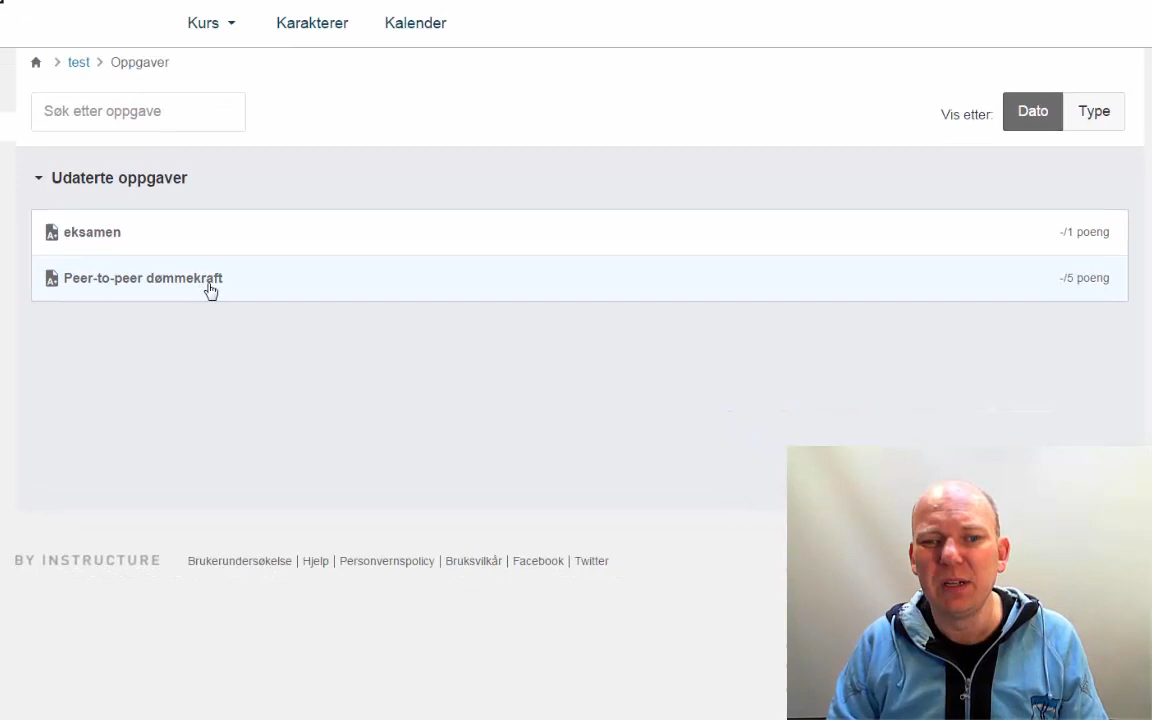 Kurs Karakterer Kalender
test Oppgaver
Søk etter oppgave
Vis etter: Dato Type
Udaterte oppgaver
eksamen -/1 poeng
Peer-to-peer dømmekraft -/5 poeng
BY INSTRUCTURE Brukerundersøkelse | Hjelp | Personvernspolicy | Bruksvilkår | Facebook | Twitter